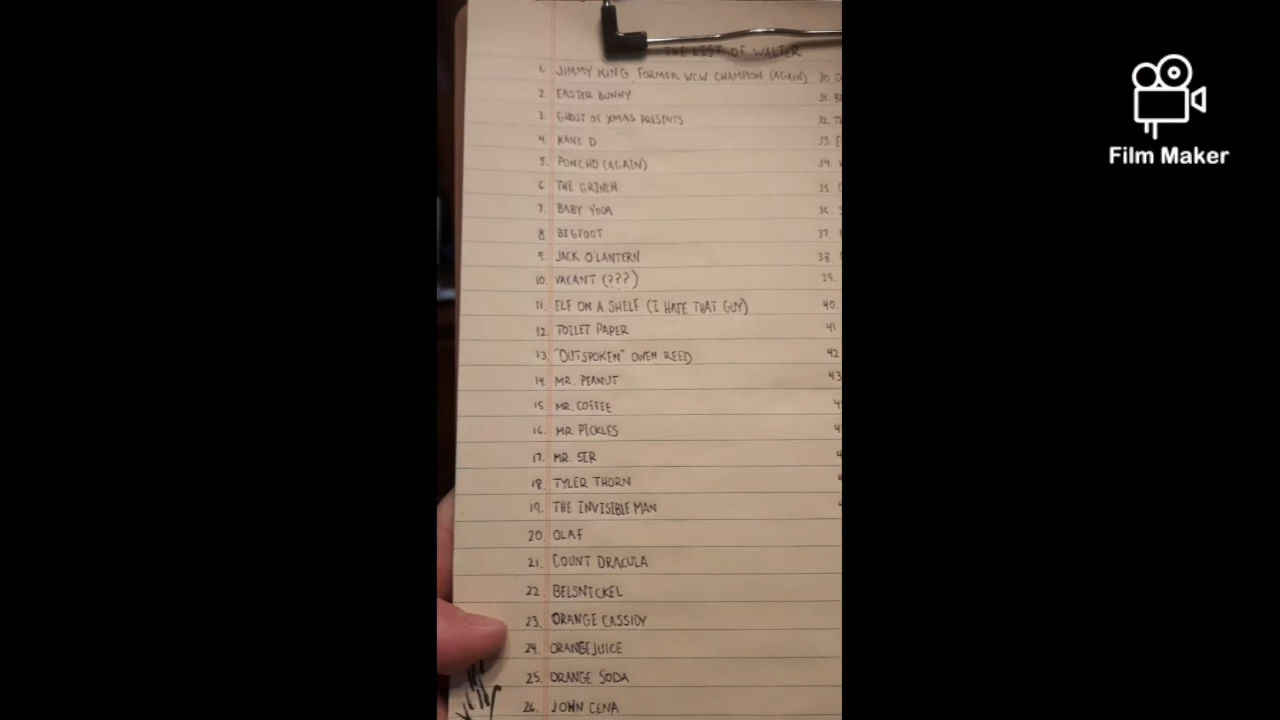 THE LIST OF WALTER
1. JIMMY KING, FORMER WCW CHAMPION (AGAIN)
2. EASTER BUNNY
3. GHOST OF XMAS PRESENTS
4. KANE D
5. PONCHO (AGAIN)
6. THE GRINCH
7. BABY YODA
8. BIGFOOT
9. JACK O'LANTERN
10. VACANT (???)
11. ELF ON A SHELF (I HATE THAT GUY)
12. TOILET PAPER
13. "OUTSPOKEN" OWEN REED
14. MR. PEANUT
15. MR. COFFEE
16. MR PICKLES
17. MR. SIR
18. TYLER THORN
19. THE INVISIBLE MAN
20. OLAF
21. COUNT DRACULA
22. BELSNICKEL
23. ORANGE CASSIDY
24. ORANGE JUICE
25. ORANGE SODA
26. JOHN CENA
30.
31.
32.
33.
34.
35.
36.
37.
38.
39.
40.
41
42
43
Film Maker